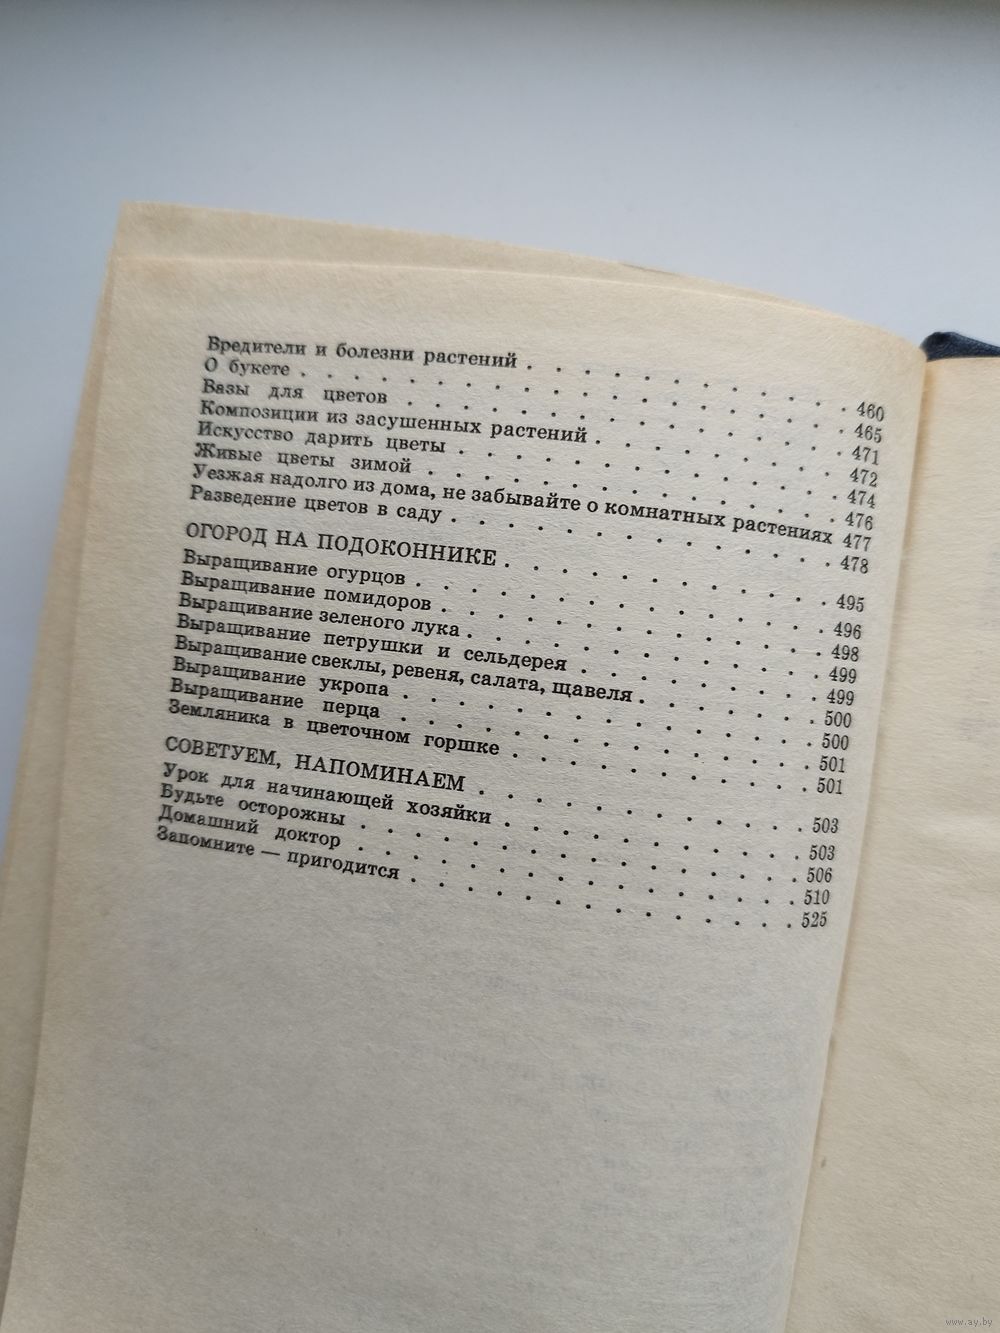 Вредители и болезни растений . . . . . . . . . . . 460
О букете . . . . . . . . . . . . . . . . . . . 465
Вазы для цветов . . . . . . . . . . . . . . . . 471
Композиции из засушенных растений . . . . . . . . . 472
Искусство дарить цветы . . . . . . . . . . . . . . 474
Живые цветы зимой . . . . . . . . . . . . . . . 476
Уезжая надолго из дома, не забывайте о комнатных растениях 477
Разведение цветов в саду . . . . . . . . . . . . . 478
ОГОРОД НА ПОДОКОННИКЕ . . . . . . . . . . . . 495
Выращивание огурцов . . . . . . . . . . . . . . . 496
Выращивание помидоров . . . . . . . . . . . . . . 498
Выращивание зеленого лука . . . . . . . . . . . . . 499
Выращивание петрушки и сельдерея . . . . . . . . . 499
Выращивание свеклы, ревеня, салата, щавеля . . . . . . . 500
Выращивание укропа . . . . . . . . . . . . . . . 500
Выращивание перца . . . . . . . . . . . . . . . 501
Земляника в цветочном горшке . . . . . . . . . . . 501
СОВЕТУЕМ, НАПОМИНАЕМ . . . . . . . . . . . . 503
Урок для начинающей хозяйки . . . . . . . . . . . 503
Будьте осторожны . . . . . . . . . . . . . . . . 506
Домашний доктор . . . . . . . . . . . . . . . . 510
Запомните — пригодится . . . . . . . . . . . . . . 525
www.ay.by